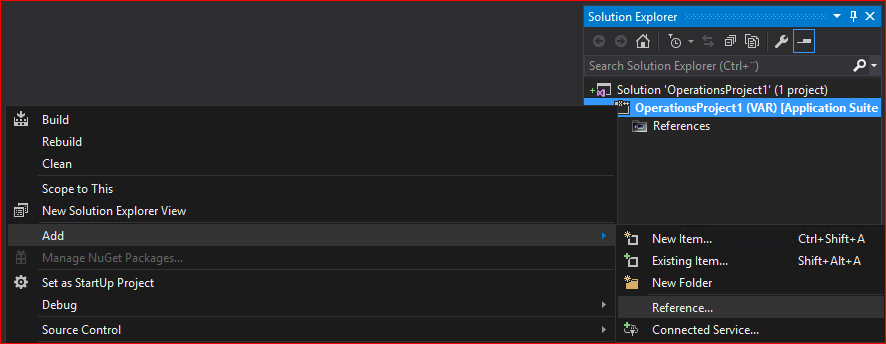 Solution Explorer
Search Solution Explorer (Ctrl+¨)
Solution 'OperationsProject1' (1 project)
OperationsProject1 (VAR) [Application Suite
References
Build
Rebuild
Clean
Scope to This
New Solution Explorer View
Add
Manage NuGet Packages...
Set as StartUp Project
Debug
Source Control
New Item... Ctrl+Shift+A
Existing Item... Shift+Alt+A
New Folder
Reference...
Connected Service...